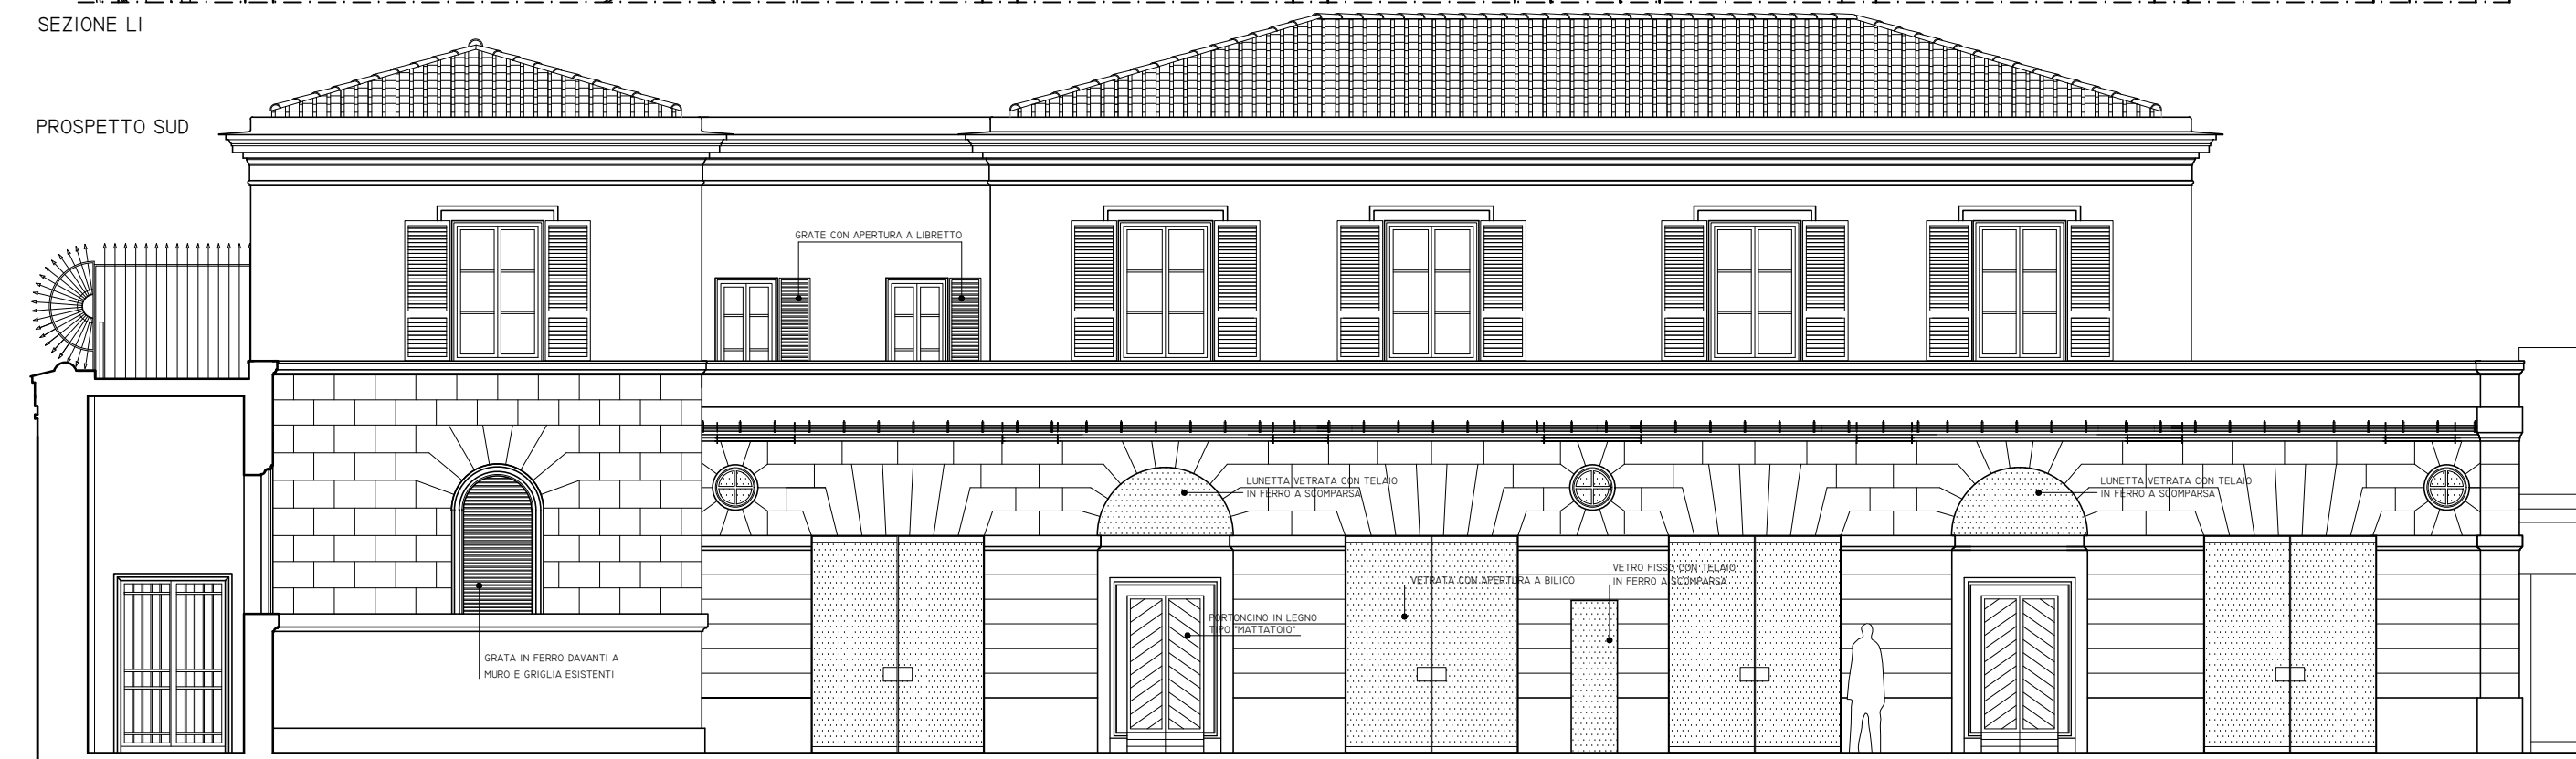 SEZIONE LI
PROSPETTO SUD
GRATE CON APERTURA A LIBRETTO
LUNETTA VETRATA CON TELAIO
IN FERRO A SCOMPARSA
LUNETTA VETRATA CON TELAIO
IN FERRO A SCOMPARSA
VETRATA CON APERTURA A BILICO
VETRO FISSO CON TELAIO
IN FERRO A SCOMPARSA
PORTONCINO IN LEGNO
TIPO "MATTATOIO"
GRATA IN FERRO DAVANTI A
MURO E GRIGLIA ESISTENTI